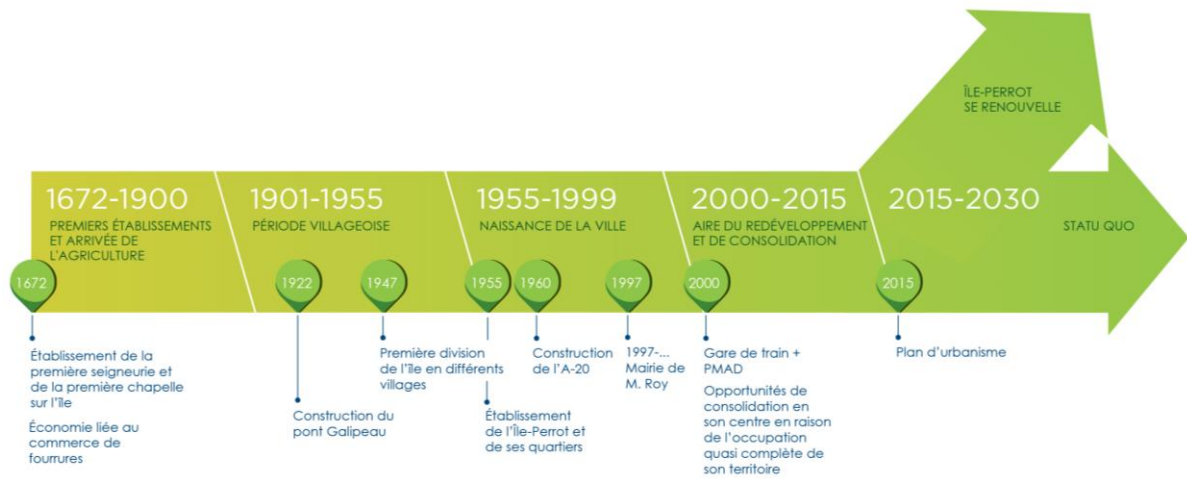 ÎLE-PERROT
SE RENOUVELLE
1672-1900
PREMIERS ÉTABLISSEMENTS
ET ARRIVÉE DE
L'AGRICULTURE
1901-1955
PÉRIODE VILLAGEOISE
1955-1999
NAISSANCE DE LA VILLE
2000-2015
AIRE DU REDÉVELOPPEMENT
ET DE CONSOLIDATION
2015-2030
STATU QUO
1672
1922
1947
1955
1960
1997
2000
2015
Établissement de la
première seigneurie et
de la première chapelle
sur l'île
Économie liée au
commerce de
fourrures
Construction du
pont Galipeau
Première division
de l'île en différents
villages
Établissement
de l'Île-Perrot et
de ses quartiers
Construction
de l'A-20
1997-...
Mairie de
M. Roy
Gare de train +
PMAD
Opportunités de
consolidation en
son centre en raison
de l'occupation
quasi complète de
son territoire
Plan d'urbanisme